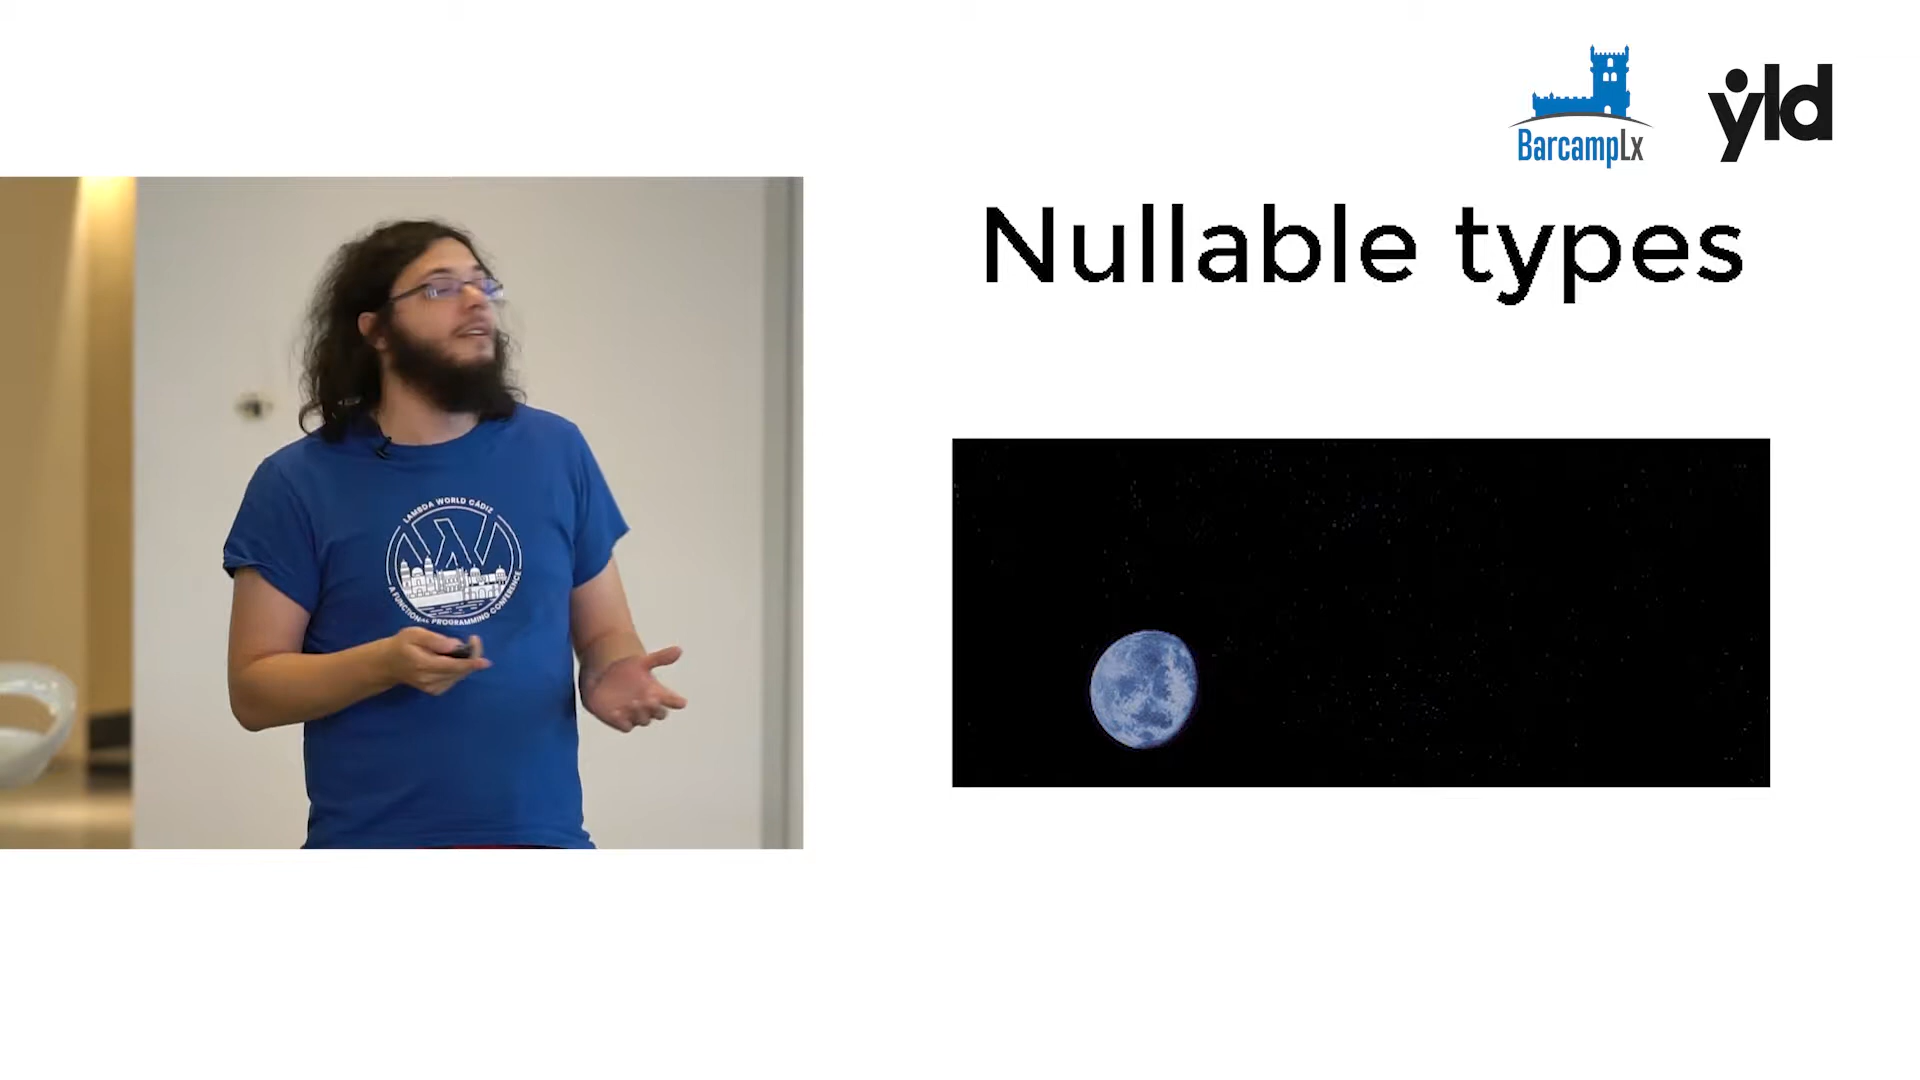 BarcampLx
yld
Nullable types
LAMBDA WORLD CÁDIZ
A FUNCTIONAL PROGRAMMING CONFERENCE